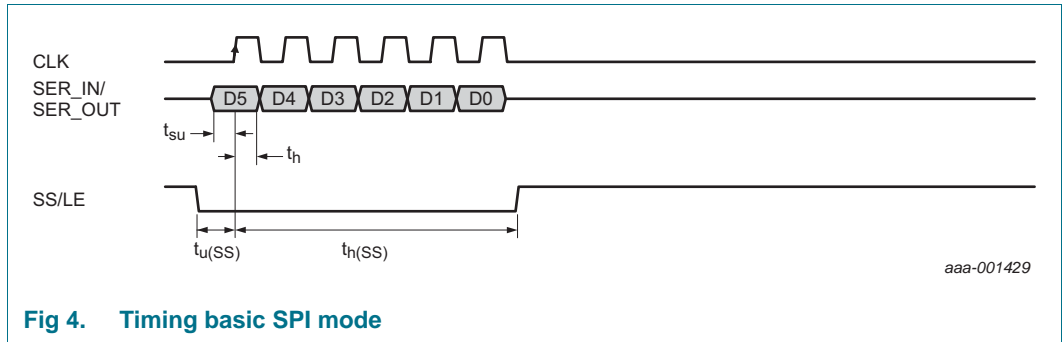 CLK
SER_IN/
SER_OUT
D5 D4 D3 D2 D1 D0
tsu
th
SS/LE
tu(SS) th(SS)
aaa-001429
Fig 4. Timing basic SPI mode